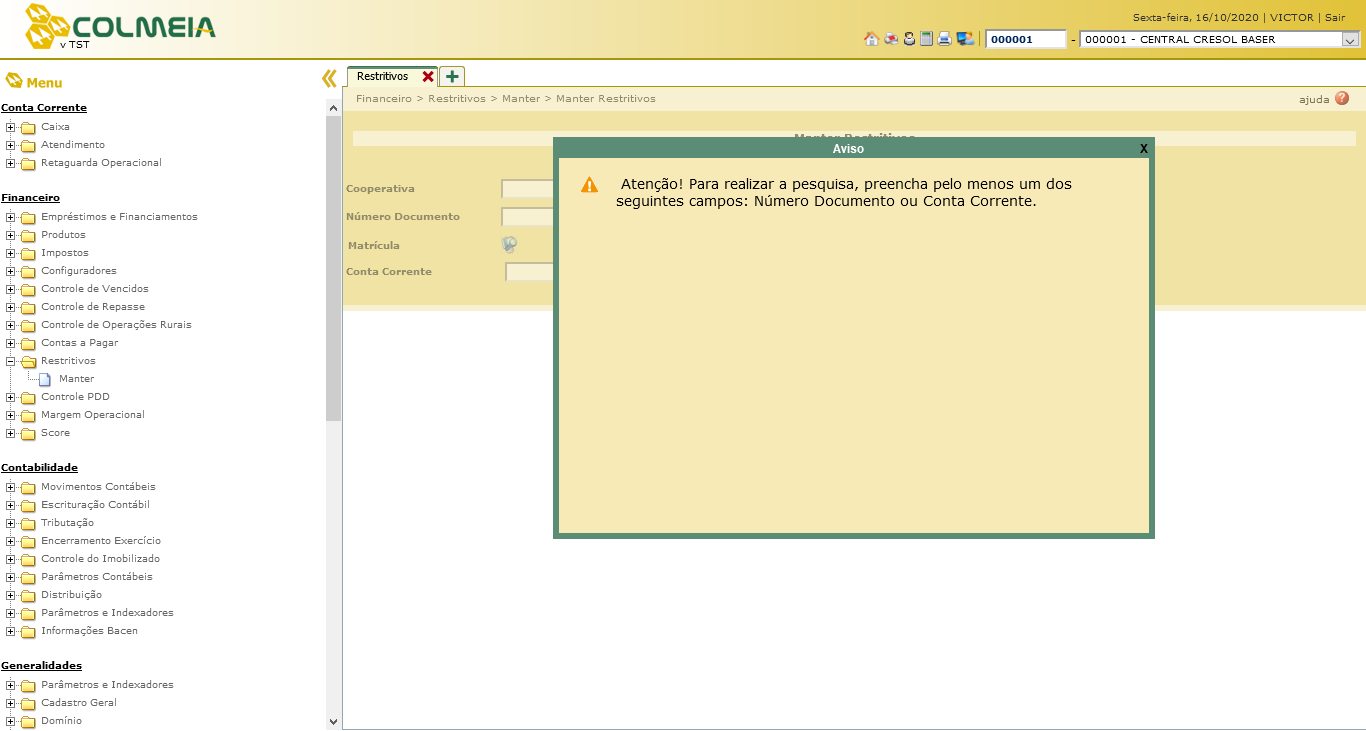 COLMEIA
v TST
Sexta-feira, 16/10/2020 | VICTOR | Sair
000001 - 000001 - CENTRAL CRESOL BASER
Menu
Conta Corrente
Caixa
Atendimento
Retaguarda Operacional
Financeiro
Empréstimos e Financiamentos
Produtos
Impostos
Configuradores
Controle de Vencidos
Controle de Repasse
Controle de Operações Rurais
Contas a Pagar
Restritivos
Manter
Controle PDD
Margem Operacional
Score
Contabilidade
Movimentos Contábeis
Escrituração Contábil
Tributação
Encerramento Exercício
Controle do Imobilizado
Parâmetros Contábeis
Distribuição
Parâmetros e Indexadores
Informações Bacen
Generalidades
Parâmetros e Indexadores
Cadastro Geral
Domínio
Restritivos
Financeiro > Restritivos > Manter > Manter Restritivos
ajuda ?
Manter Restritivos
Cooperativa
Número Documento
Matrícula
Conta Corrente
Aviso X
Atenção! Para realizar a pesquisa, preencha pelo menos um dos
seguintes campos: Número Documento ou Conta Corrente.